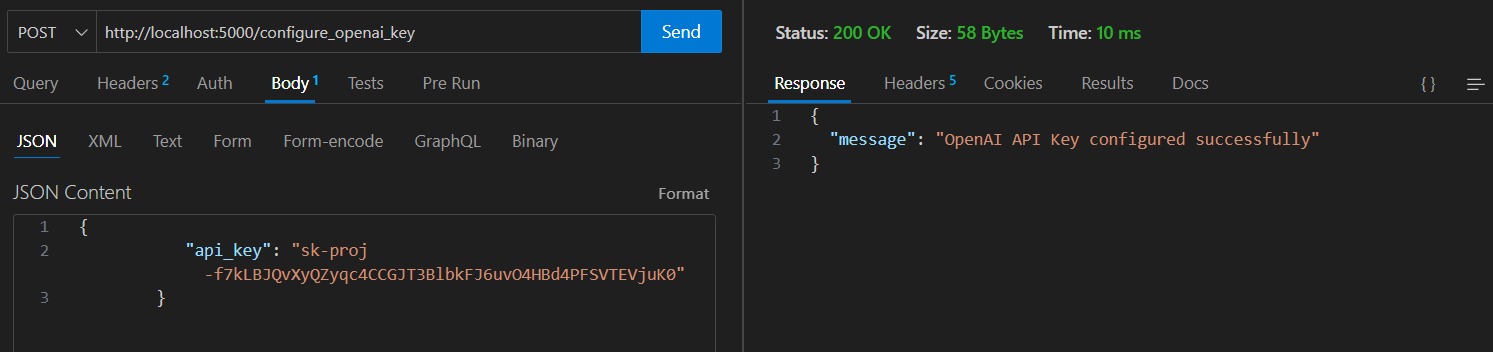 POST http://localhost:5000/configure_openai_key Send
Query Headers 2 Auth Body 1 Tests Pre Run
JSON XML Text Form Form-encode GraphQL Binary
JSON Content Format
1 {
2 "api_key": "sk-proj
-f7kLBJQvXyQZyqc4CCGJT3BlbkFJ6uvO4HBd4PFSVTEVjuK0"
3 }
Status: 200 OK Size: 58 Bytes Time: 10 ms
Response Headers 5 Cookies Results Docs { }
1 {
2 "message": "OpenAI API Key configured successfully"
3 }